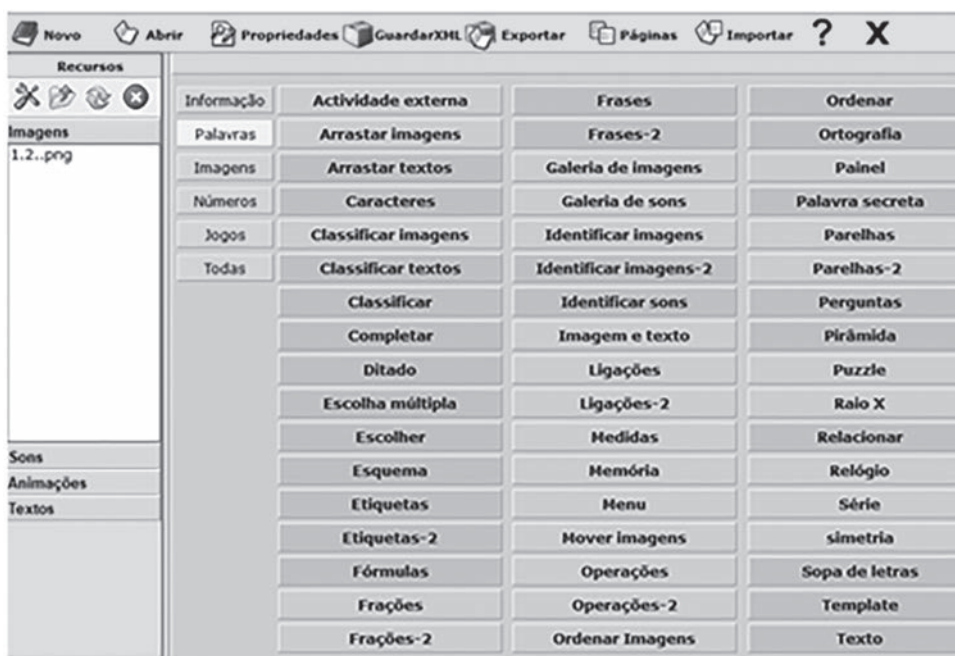 Novo Abrir Propriedades GuardarXML Exportar Páginas Importar ? X
Recursos
Imagens
1.2..png
Sons
Animações
Textos
Informação
Palavras
Imagens
Números
Jogos
Todas
Actividade externa Frases Ordenar
Arrastar imagens Frases-2 Ortografia
Arrastar textos Galeria de imagens Painel
Caracteres Galeria de sons Palavra secreta
Classificar imagens Identificar imagens Parelhas
Classificar textos Identificar imagens-2 Parelhas-2
Classificar Identificar sons Perguntas
Completar Imagem e texto Pirâmida
Ditado Ligações Puzzle
Escolha múltipla Ligações-2 Raio X
Escolher Medidas Relacionar
Esquema Memória Relógio
Etiquetas Menu Série
Etiquetas-2 Mover imagens simetria
Fórmulas Operações Sopa de letras
Frações Operações-2 Template
Frações-2 Ordenar Imagens Texto